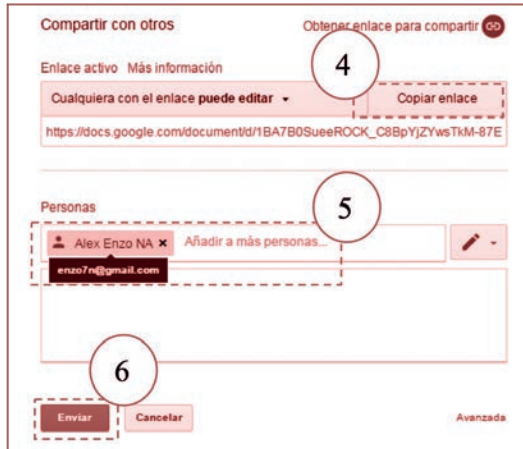 Compartir con otros
Obtener enlace para compartir
4
Enlace activo Más información
Cualquiera con el enlace puede editar
Copiar enlace
https://docs.google.com/document/d/1BA7B0SueeROCK_C8BpYjZYwsTkM-87E
5
Personas
Alex Enzo NA × Añadir a más personas...
enzo7n@gmail.com
6
Enviar
Cancelar
Avanzada